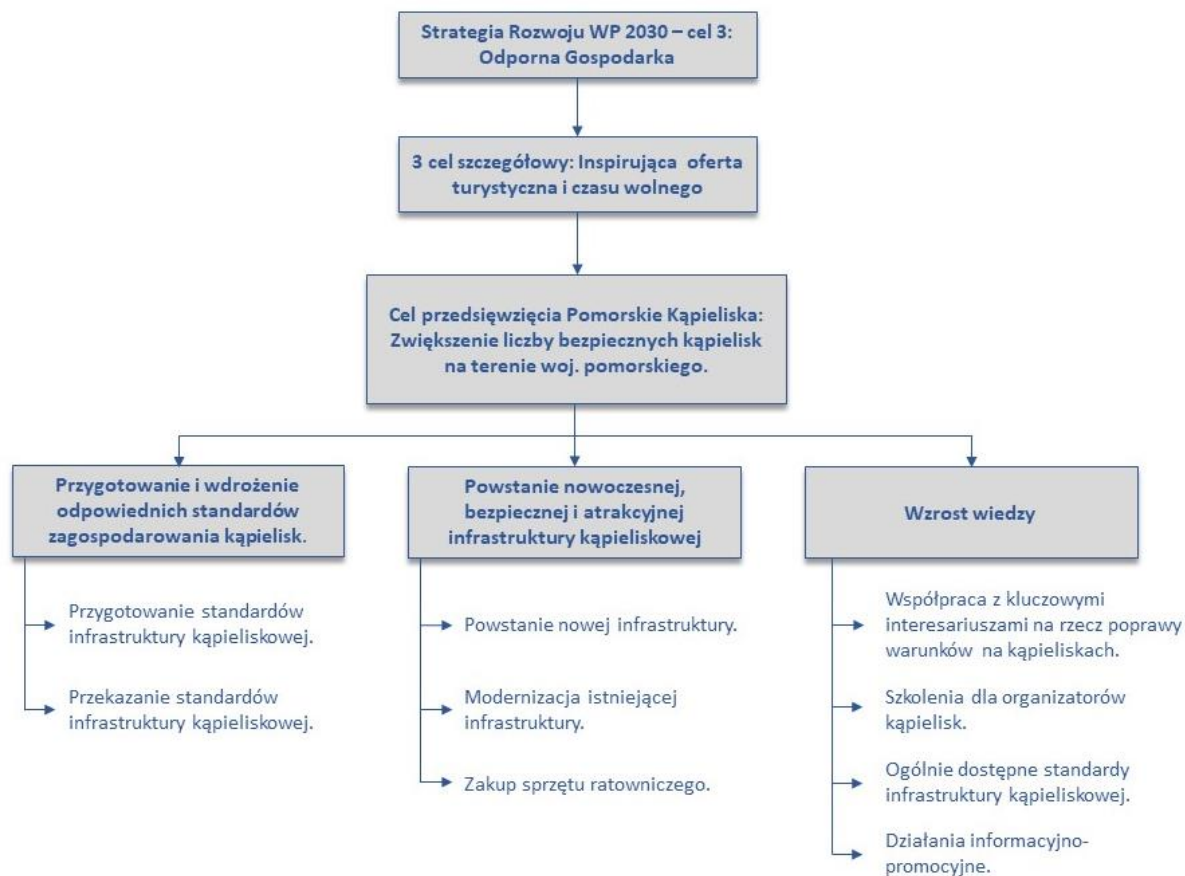 Strategia Rozwoju WP 2030 – cel 3:
Odporna Gospodarka
3 cel szczegółowy: Inspirująca oferta
turystyczna i czasu wolnego
Cel przedsięwzięcia Pomorskie Kąpieliska:
Zwiększenie liczby bezpiecznych kąpielisk
na terenie woj. pomorskiego.
Przygotowanie i wdrożenie
odpowiednich standardów
zagospodarowania kąpielisk.
Przygotowanie standardów
infrastruktury kąpieliskowej.
Przekazanie standardów
infrastruktury kąpieliskowej.
Powstanie nowoczesnej,
bezpiecznej i atrakcyjnej
infrastruktury kąpieliskowej
Powstanie nowej infrastruktury.
Modernizacja istniejącej
infrastruktury.
Zakup sprzętu ratowniczego.
Wzrost wiedzy
Współpraca z kluczowymi
interesariuszami na rzecz poprawy
warunków na kąpieliskach.
Szkolenia dla organizatorów
kąpielisk.
Ogólnie dostępne standardy
infrastruktury kąpieliskowej.
Działania informacyjno-
promocyjne.